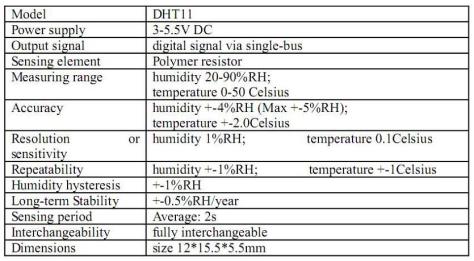 Model DHT11
Power supply 3-5.5V DC
Output signal digital signal via single-bus
Sensing element Polymer resistor
Measuring range humidity 20-90%RH;
temperature 0-50 Celsius
Accuracy humidity +-4%RH (Max +-5%RH);
temperature +-2.0Celsius
Resolution or humidity 1%RH; temperature 0.1Celsius
sensitivity
Repeatability humidity +-1%RH; temperature +-1Celsius
Humidity hysteresis +-1%RH
Long-term Stability +-0.5%RH/year
Sensing period Average: 2s
Interchangeability fully interchangeable
Dimensions size 12*15.5*5.5mm